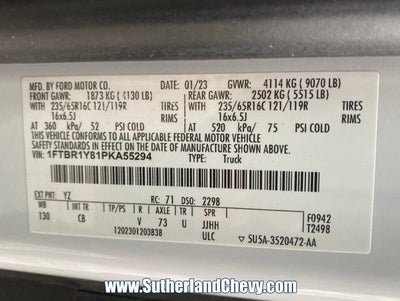 MFD. BY FORD MOTOR CO. 01/23 GVWR: 4114 KG ( 9070 LB)
FRONT GAWR: 1873 KG ( 4130 LB) REAR GAWR: 2502 KG ( 5515 LB)
WITH TIRES WITH TIRES
235/65R16C 121/119R RIMS 235/65R16C 121/119R RIMS
16x6.5J 16x6.5J
AT 360 kPa/ 52 PSI COLD AT 520 kPa/ 75 PSI COLD
THIS VEHICLE CONFORMS TO ALL APPLICABLE FEDERAL MOTOR VEHICLE
SAFETY STANDARDS IN EFFECT ON THE DATE OF MANUFACTURE SHOWN ABOVE.
VIN: 1FTBR1Y81PKA55294 TYPE: Truck
EXT PNT: YZ RC: 71 DSO: 2298
WB INT TR TP/PS R AXLE TR SPR F0942
130 CB V 73 U JJHH T2498
1202301203838 ULC 5U5A-3520472-AA
www.SutherlandChevy.com